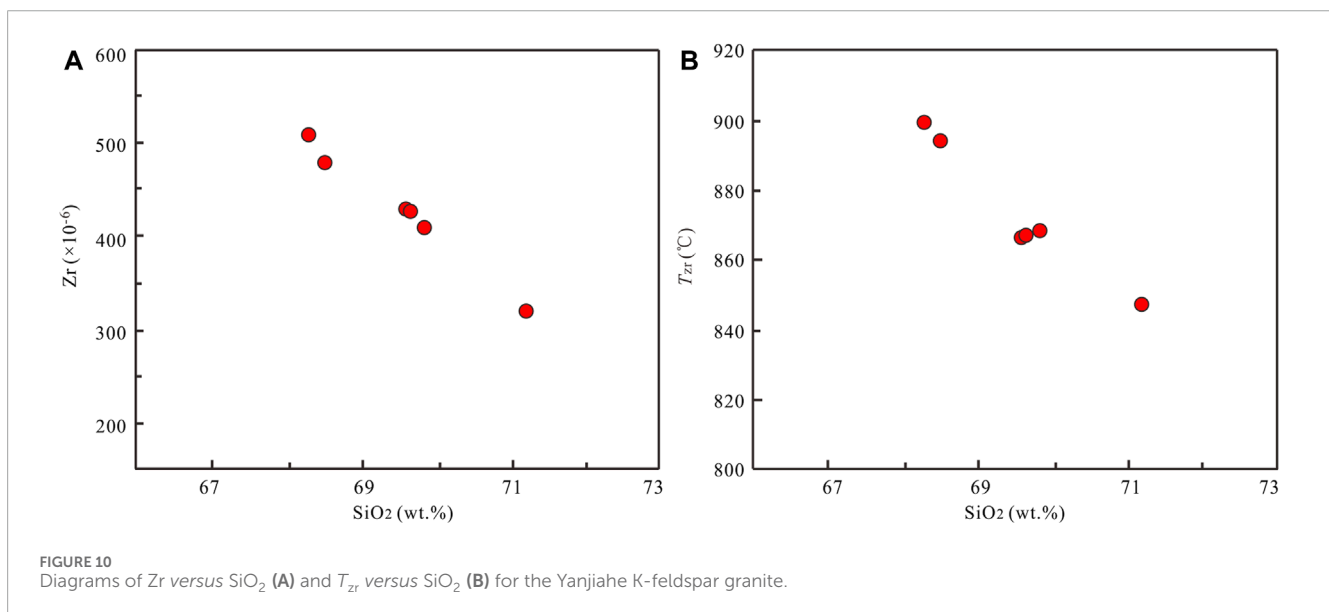 A
600
500
400
300
200
Zr (×10⁻⁶)
67 69 71 73
SiO₂ (wt.%)
B
920
900
880
860
840
820
800
Tzr (℃)
67 69 71 73
SiO₂ (wt.%)
FIGURE 10
Diagrams of Zr versus SiO₂ (A) and Tzr versus SiO₂ (B) for the Yanjiahe K-feldspar granite.